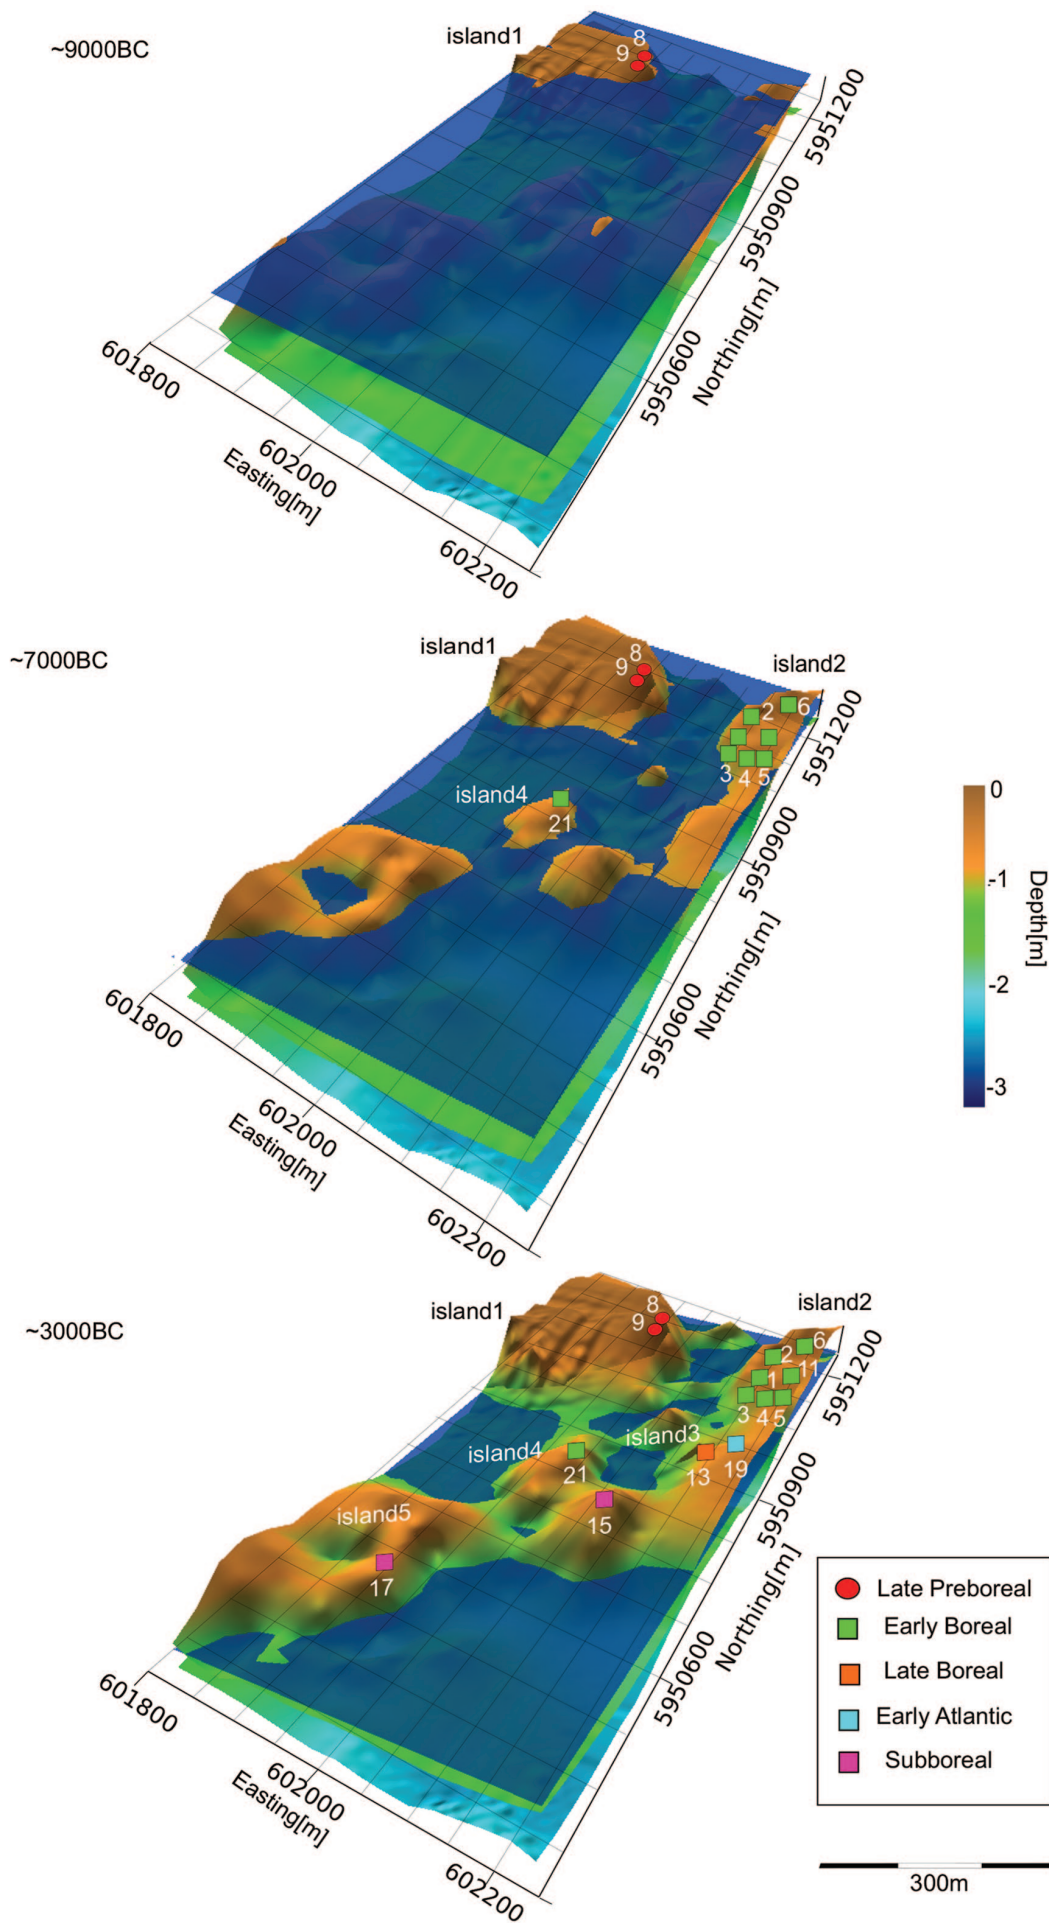 ~9000BC
island1
8
9
5951200
5950900
5950600
Northing[m]
601800
602000
602200
Easting[m]
~7000BC
island1
8
9
island2
2
6
3
4
5
island4
21
5951200
5950900
5950600
Northing[m]
601800
602000
602200
Easting[m]
0
-1
-2
-3
Depth[m]
~3000BC
island1
8
9
island2
2
6
1
11
3
4
5
island3
island4
21
13
19
15
island5
17
5951200
5950900
5950600
Northing[m]
601800
602000
602200
Easting[m]
Late Preboreal
Early Boreal
Late Boreal
Early Atlantic
Subboreal
300m